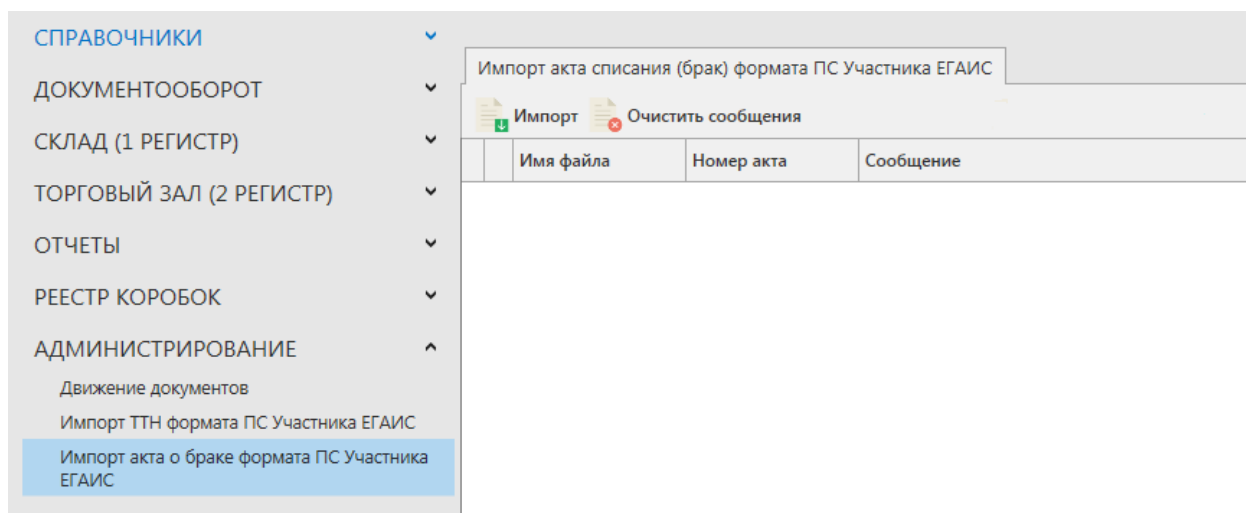 СПРАВОЧНИКИ
ДОКУМЕНТООБОРОТ
СКЛАД (1 РЕГИСТР)
ТОРГОВЫЙ ЗАЛ (2 РЕГИСТР)
ОТЧЕТЫ
РЕЕСТР КОРОБОК
АДМИНИСТРИРОВАНИЕ
Движение документов
Импорт ТТН формата ПС Участника ЕГАИС
Импорт акта о браке формата ПС Участника
ЕГАИС
Импорт акта списания (брак) формата ПС Участника ЕГАИС
Импорт Очистить сообщения
Имя файла Номер акта Сообщение